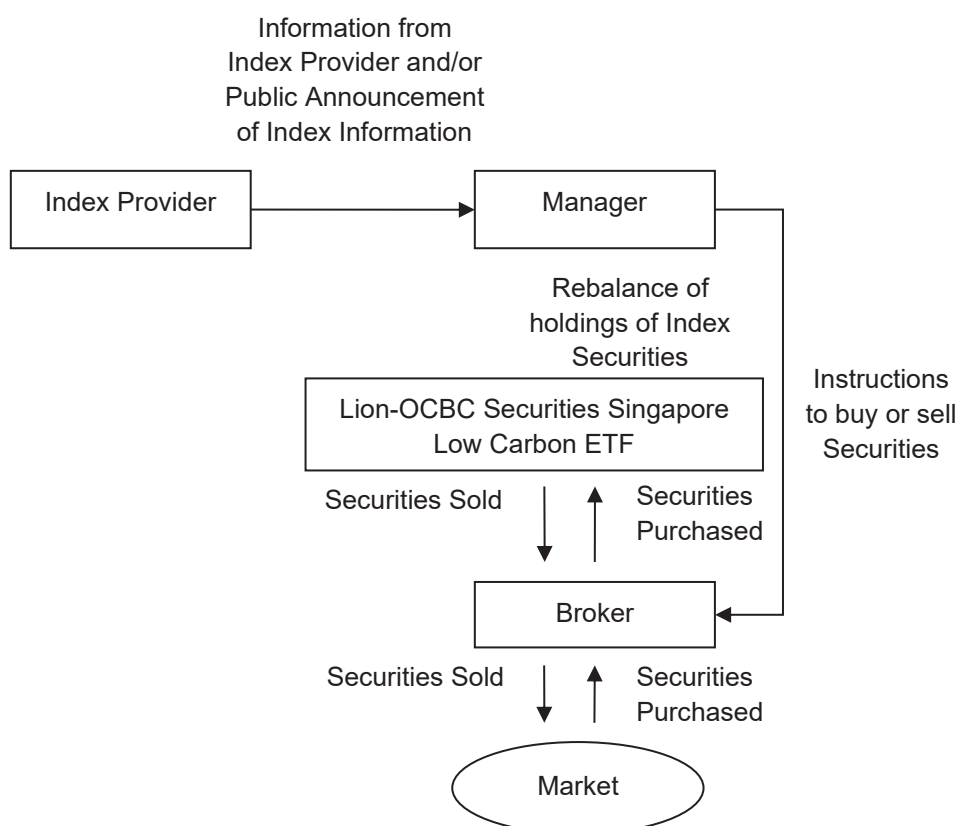 Information from
Index Provider and/or
Public Announcement
of Index Information
Index Provider
Manager
Rebalance of
holdings of Index
Securities
Instructions
to buy or sell
Securities
Lion-OCBC Securities Singapore
Low Carbon ETF
Securities Sold
Securities
Purchased
Broker
Securities Sold
Securities
Purchased
Market